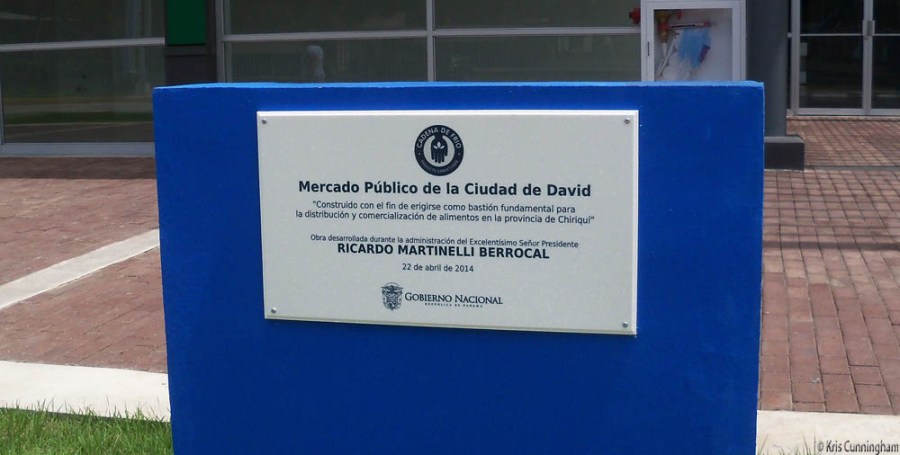 CADENA DE FRIO
Mercado Público de la Ciudad de David
"Construido con el fin de erigirse como bastión fundamental para
la distribución y comercialización de alimentos en la provincia de Chiriquí"
Obra desarrollada durante la administración del Excelentísimo Señor Presidente
RICARDO MARTINELLI BERROCAL
22 de abril de 2014
GOBIERNO NACIONAL
REPÚBLICA DE PANAMÁ
© Kris Cunningham